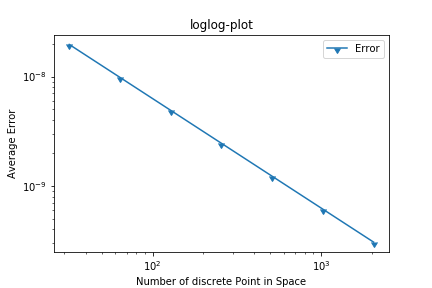 loglog-plot
Error
Average Error
10⁻⁸
10⁻⁹
10²
10³
Number of discrete Point in Space